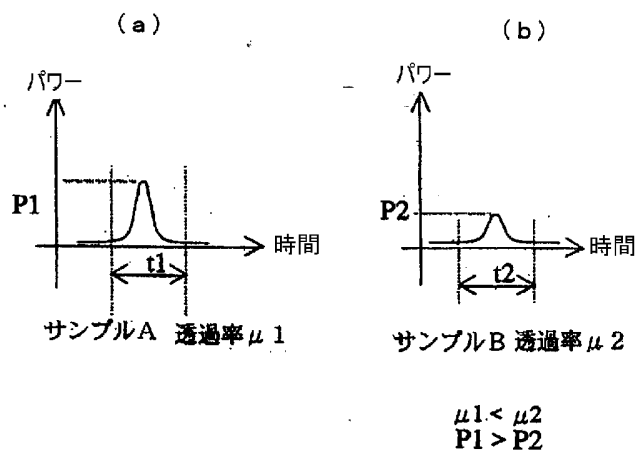 (a)
パワー
P1
時間
t1
サンプルA 透過率μ1
(b)
パワー
P2
時間
t2
サンプルB 透過率μ2
μ1<μ2
P1>P2